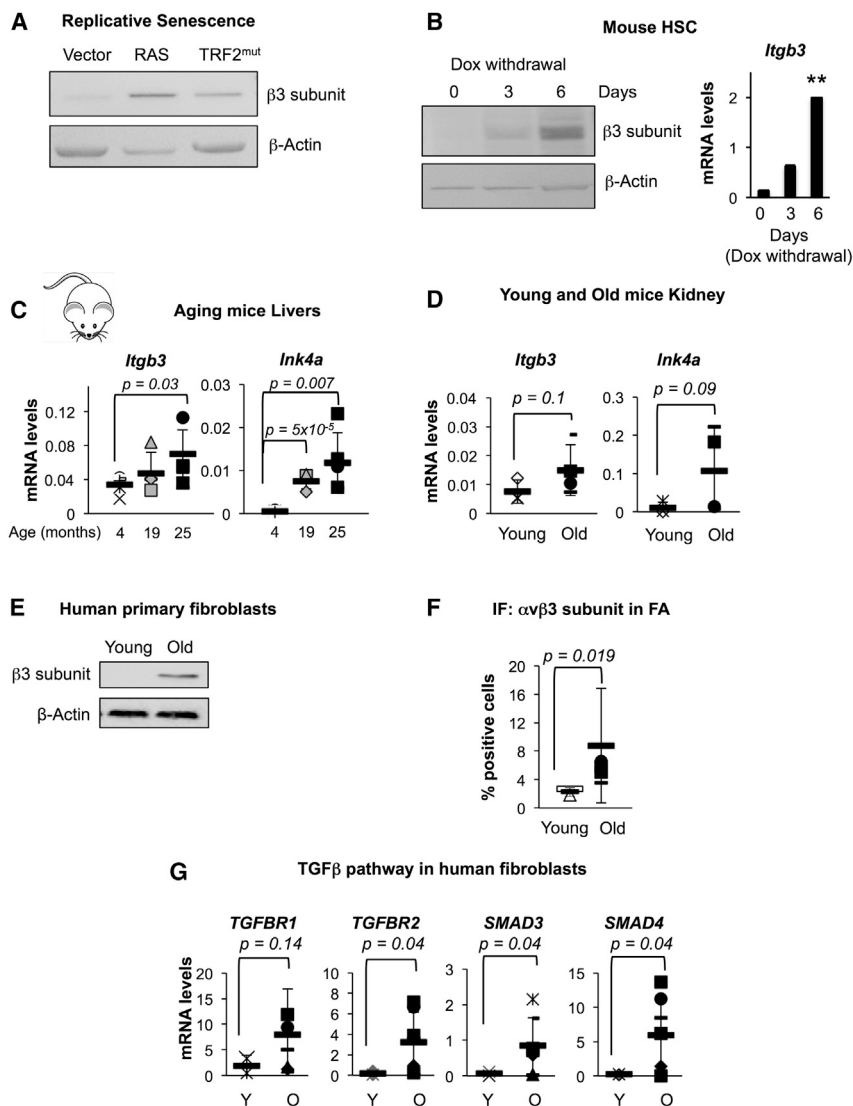 A
Replicative Senescence
Vector RAS TRF2mut
β3 subunit
β-Actin
B
Mouse HSC
Dox withdrawal
0 3 6 Days
β3 subunit
β-Actin
Itgb3
**
mRNA levels
2
1
0
0 3 6
Days
(Dox withdrawal)
C
Aging mice Livers
Itgb3
p = 0.03
mRNA levels
0.12
0.08
0.04
0
Ink4a
p = 0.007
p = 5x10-5
0.03
0.02
0.01
0
Age (months) 4 19 25 4 19 25
D
Young and Old mice Kidney
Itgb3
p = 0.1
mRNA levels
0.04
0.03
0.02
0.01
0
Young Old
Ink4a
p = 0.09
0.3
0.2
0.1
0
Young Old
E
Human primary fibroblasts
Young Old
β3 subunit
β-Actin
F
IF: αvβ3 subunit in FA
p = 0.019
% positive cells
20
16
12
8
4
0
Young Old
G
TGFβ pathway in human fibroblasts
TGFBR1
p = 0.14
mRNA levels
20
15
10
5
0
Y O
TGFBR2
p = 0.04
10
8
6
4
2
0
Y O
SMAD3
p = 0.04
3
2
1
0
Y O
SMAD4
p = 0.04
15
10
5
0
Y O